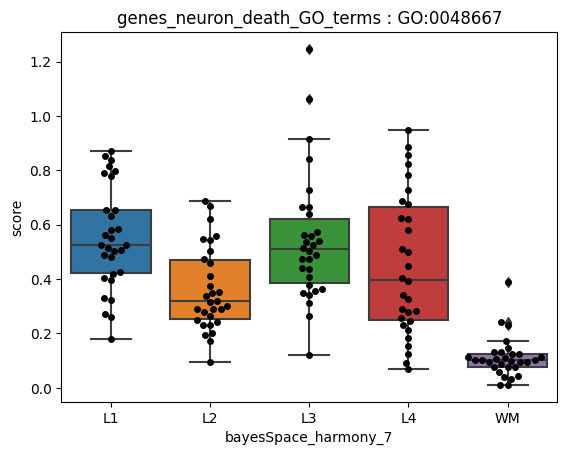 genes_neuron_death_GO_terms : GO:0048667
1.2
1.0
0.8
0.6
0.4
0.2
0.0
score
L1 L2 L3 L4 WM
bayesSpace_harmony_7